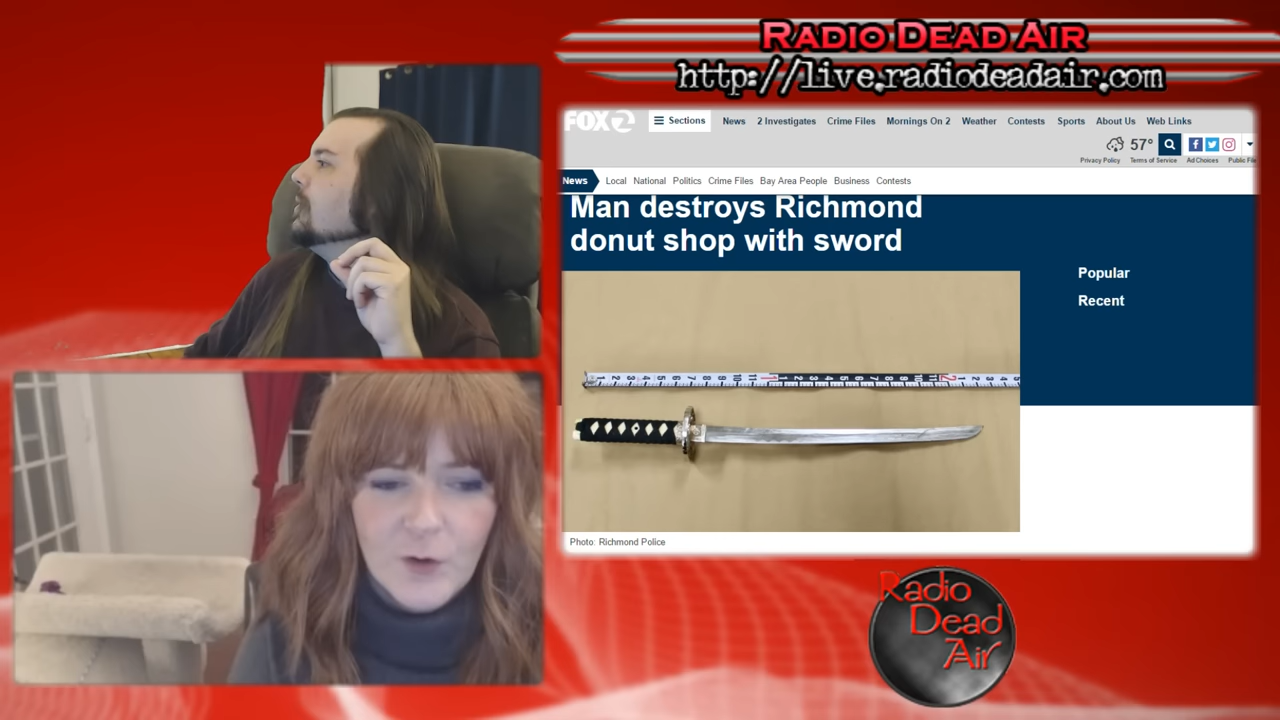 Radio Dead Air
http://live.radiodeadair.com
FOX 2
Sections
News
2 Investigates
Crime Files
Mornings On 2
Weather
Contests
Sports
About Us
Web Links
57°
Privacy Policy
Terms of Service
Ad Choices
Public File
News
Local
National
Politics
Crime Files
Bay Area People
Business
Contests
Man destroys Richmond
donut shop with sword
Popular
Recent
Photo: Richmond Police
Radio
Dead
Air